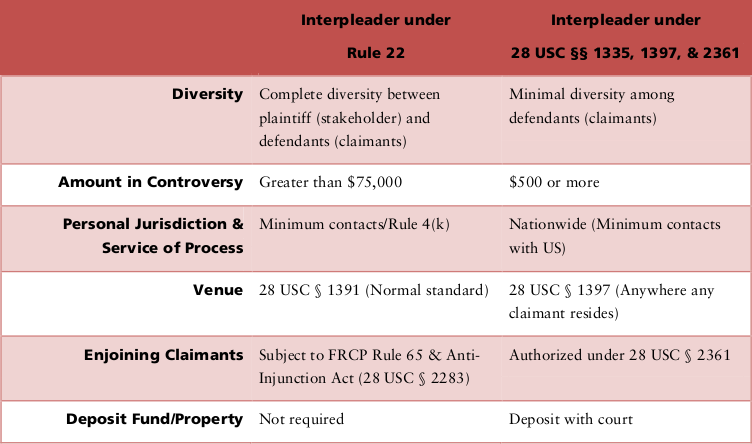 Interpleader under
Rule 22
Interpleader under
28 USC §§ 1335, 1397, & 2361
Diversity
Complete diversity between
plaintiff (stakeholder) and
defendants (claimants)
Minimal diversity among
defendants (claimants)
Amount in Controversy
Greater than $75,000
$500 or more
Personal Jurisdiction &
Service of Process
Minimum contacts/Rule 4(k)
Nationwide (Minimum contacts
with US)
Venue
28 USC § 1391 (Normal standard)
28 USC § 1397 (Anywhere any
claimant resides)
Enjoining Claimants
Subject to FRCP Rule 65 & Anti-
Injunction Act (28 USC § 2283)
Authorized under 28 USC § 2361
Deposit Fund/Property
Not required
Deposit with court